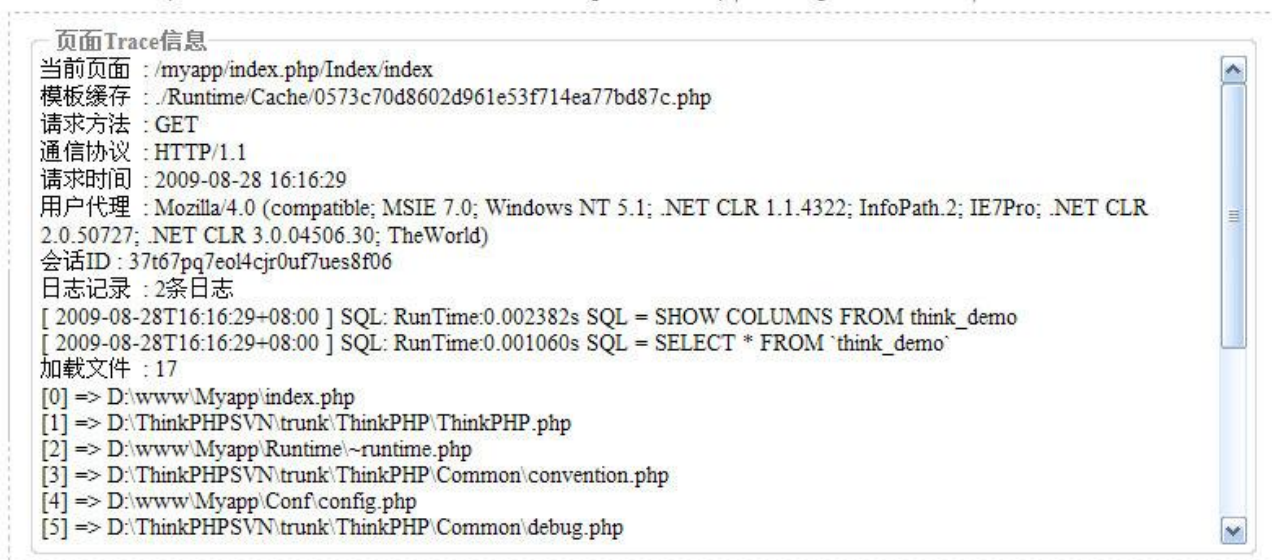 页面Trace信息
当前页面 : /myapp/index.php/Index/index
模板缓存 : ./Runtime/Cache/0573c70d8602d961e53f714ea77bd87c.php
请求方法 : GET
通信协议 : HTTP/1.1
请求时间 : 2009-08-28 16:16:29
用户代理 : Mozilla/4.0 (compatible; MSIE 7.0; Windows NT 5.1; .NET CLR 1.1.4322; InfoPath.2; IE7Pro; .NET CLR
2.0.50727; .NET CLR 3.0.04506.30; TheWorld)
会话ID : 37t67pq7eol4cjr0uf7ues8f06
日志记录 : 2条日志
[ 2009-08-28T16:16:29+08:00 ] SQL: RunTime:0.002382s SQL = SHOW COLUMNS FROM think_demo
[ 2009-08-28T16:16:29+08:00 ] SQL: RunTime:0.001060s SQL = SELECT * FROM `think_demo`
加载文件 : 17
[0] => D:\www\Myapp\index.php
[1] => D:\ThinkPHPSVN\trunk\ThinkPHP\ThinkPHP.php
[2] => D:\www\Myapp\Runtime\~runtime.php
[3] => D:\ThinkPHPSVN\trunk\ThinkPHP\Common\convention.php
[4] => D:\www\Myapp\Conf\config.php
[5] => D:\ThinkPHPSVN\trunk\ThinkPHP\Common\debug.php